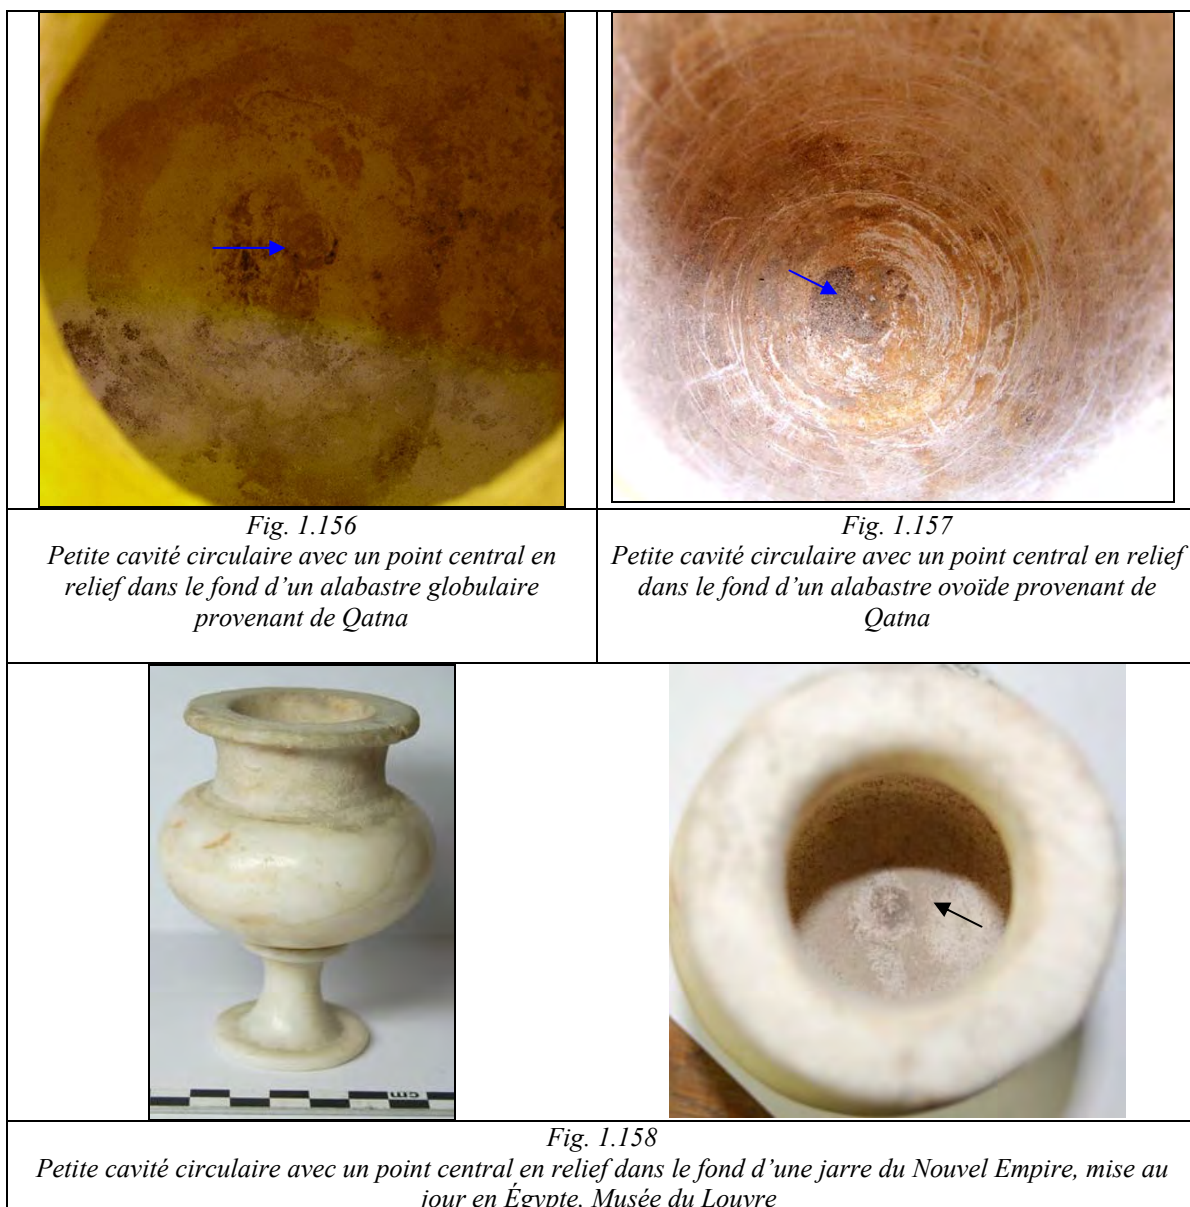 Fig. 1.156
Petite cavité circulaire avec un point central en
relief dans le fond d’un alabastre globulaire
provenant de Qatna
Fig. 1.157
Petite cavité circulaire avec un point central en relief
dans le fond d’un alabastre ovoïde provenant de
Qatna
cm
Fig. 1.158
Petite cavité circulaire avec un point central en relief dans le fond d’une jarre du Nouvel Empire, mise au
jour en Égypte. Musée du Louvre